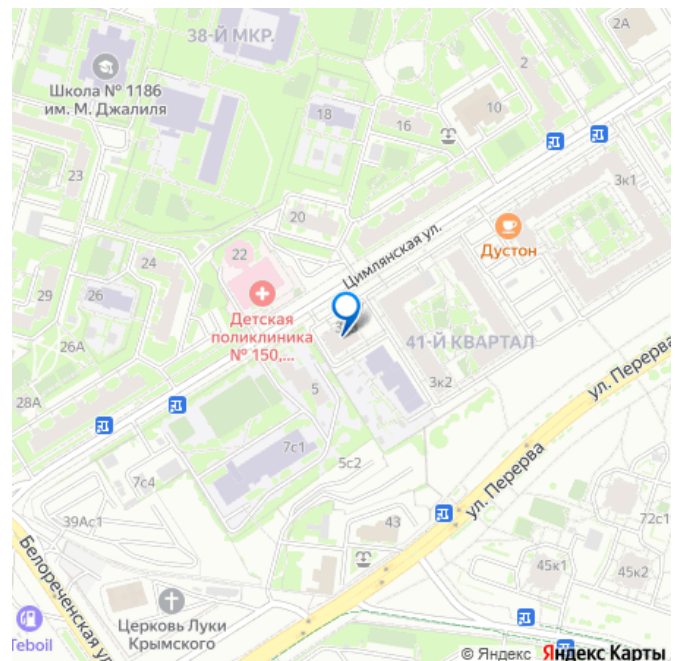 38-Й МКР.
2А
Школа № 1186
им. М. Джалиля
2
10
18
16
23
3к1
20
Дустон
22
24
Цимлянская ул.
29
26
Детская
поликлиника
№ 150,...
41-Й КВАРТАЛ
26А
3к2
5
ул. Перерва
28А
7с1
5с2
ул. Перерва
7с4
39Ас1
43
72с1
45к1
45к2
Белореченская ул.
Церковь Луки
Крымского
Teboil
© Яндекс Яндекс Карты